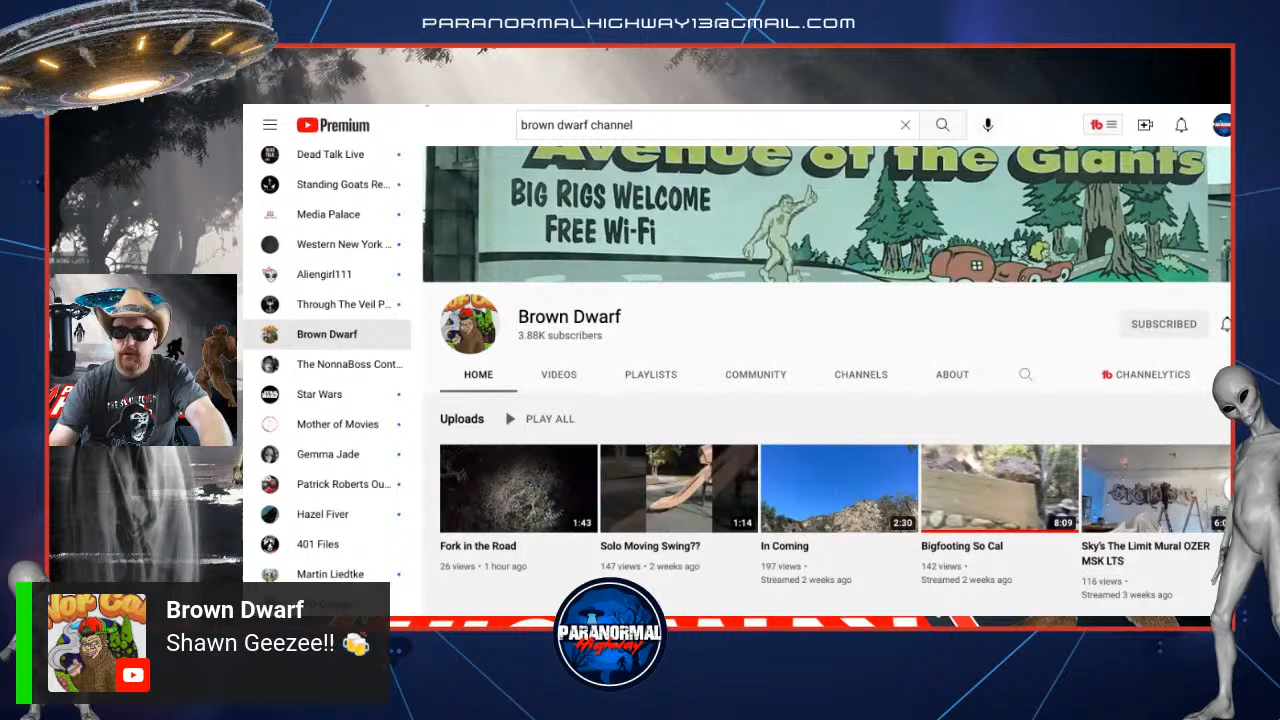 PARANORMALHIGHWAY13@GMAIL.COM
Premium
brown dwarf channel
Dead Talk Live
Standing Goats Re...
Media Palace
Western New York ...
Aliengirl111
Through The Veil P...
Brown Dwarf
The NonnaBoss Cont...
Star Wars
Mother of Movies
Gemma Jade
Patrick Roberts Ou...
Hazel Fiver
401 Files
Martin Liedtke
Avenue of the Giants
BIG RIGS WELCOME
FREE Wi-Fi
Brown Dwarf
3.88K subscribers
SUBSCRIBED
HOME VIDEOS PLAYLISTS COMMUNITY CHANNELS ABOUT CHANNELYTICS
Uploads PLAY ALL
1:43
1:14
2:30
8:09
Fork in the Road
26 views • 1 hour ago
Solo Moving Swing??
147 views • 2 weeks ago
In Coming
197 views •
Streamed 2 weeks ago
Bigfooting So Cal
142 views •
Streamed 2 weeks ago
Sky's The Limit Mural OZER
MSK LTS
116 views •
Streamed 3 weeks ago
Brown Dwarf
Shawn Geezee!! 🍻
PARANORMAL
Highway